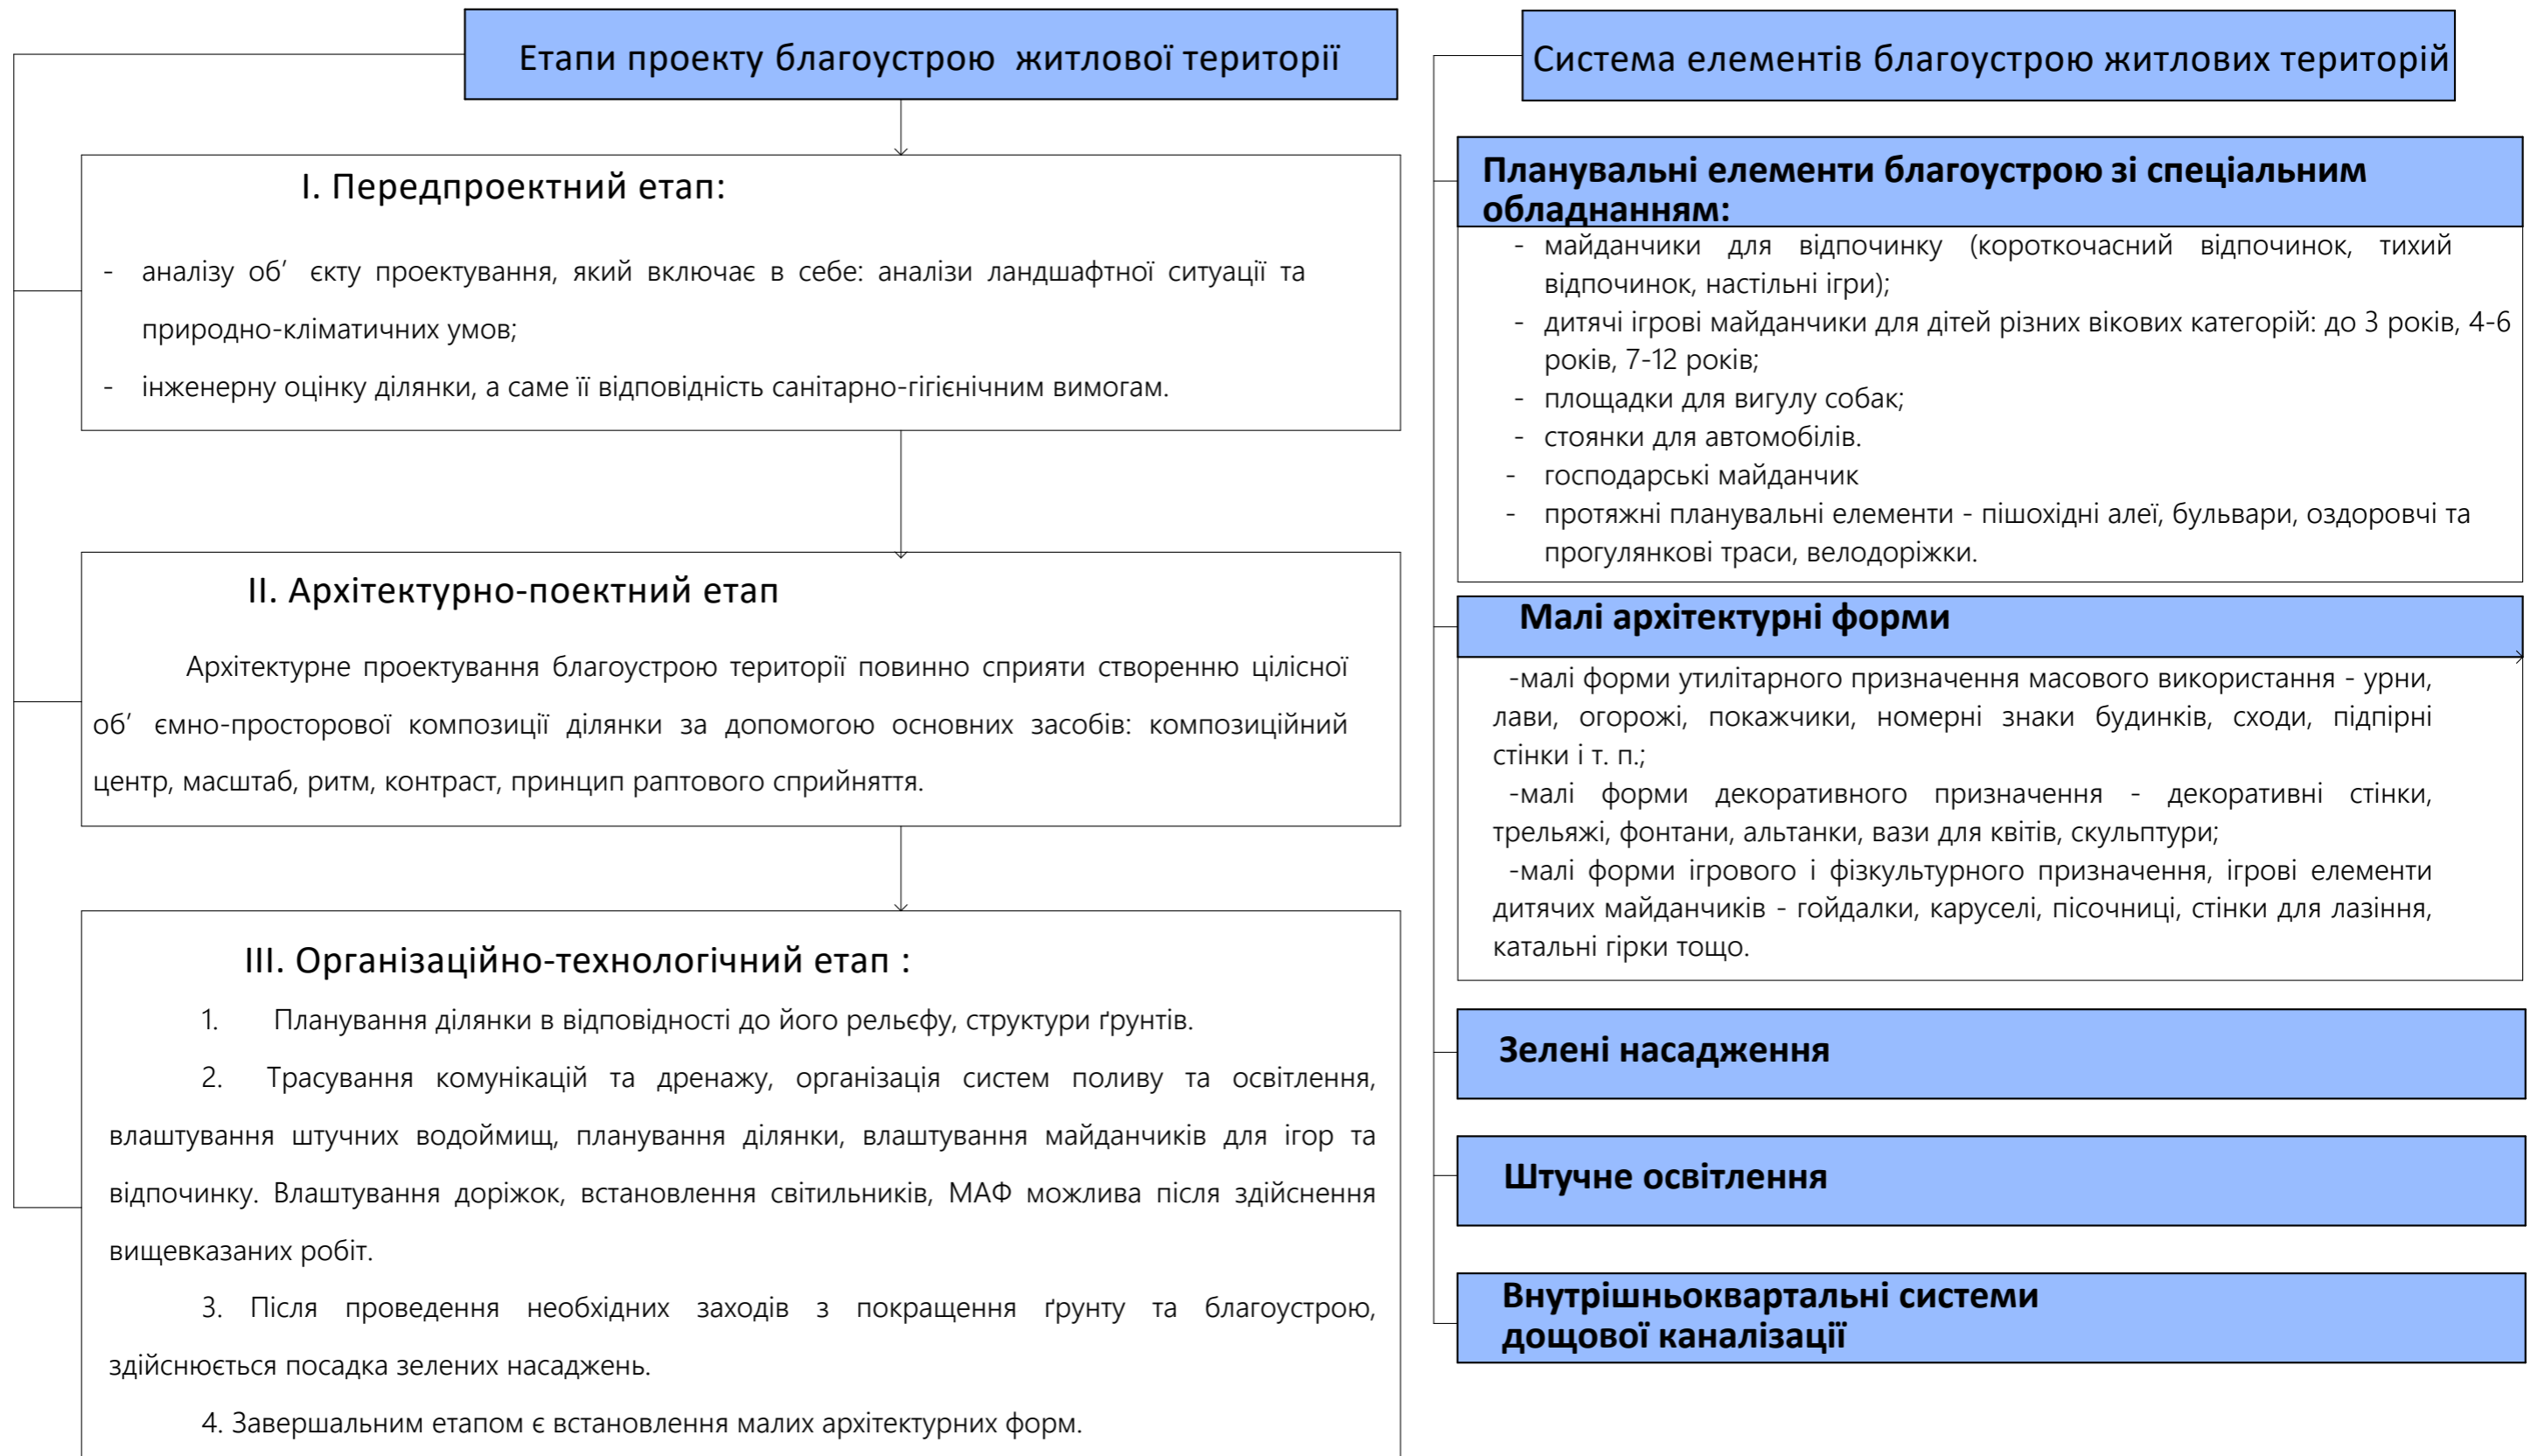 Етапи проекту благоустрою житлової території
І. Передпроектний етап:
- аналізу об’ єкту проектування, який включає в себе: аналізи ландшафтної ситуації та
природно-кліматичних умов;
- інженерну оцінку ділянки, а саме її відповідність санітарно-гігієнічним вимогам.
ІІ. Архітектурно-поектний етап
Архітектурне проектування благоустрою території повинно сприяти створенню цілісної
об’ ємно-просторової композиції ділянки за допомогою основних засобів: композиційний
центр, масштаб, ритм, контраст, принцип раптового сприйняття.
ІІІ. Організаційно-технологічний етап :
1. Планування ділянки в відповідності до його рельєфу, структури ґрунтів.
2. Трасування комунікацій та дренажу, організація систем поливу та освітлення,
влаштування штучних водоймищ, планування ділянки, влаштування майданчиків для ігор та
відпочинку. Влаштування доріжок, встановлення світильників, МАФ можлива після здійснення
вищевказаних робіт.
3. Після проведення необхідних заходів з покращення ґрунту та благоустрою,
здійснюється посадка зелених насаджень.
4. Завершальним етапом є встановлення малих архітектурних форм.
Система елементів благоустрою житлових територій
Планувальні елементи благоустрою зі спеціальним
обладнанням:
- майданчики для відпочинку (короткочасний відпочинок, тихий
відпочинок, настільні ігри);
- дитячі ігрові майданчики для дітей різних вікових категорій: до 3 років, 4-6
років, 7-12 років;
- площадки для вигулу собак;
- стоянки для автомобілів.
- господарські майданчик
- протяжні планувальні елементи - пішохідні алеї, бульвари, оздоровчі та
прогулянкові траси, велодоріжки.
Малі архітектурні форми
-малі форми утилітарного призначення масового використання - урни,
лави, огорожі, покажчики, номерні знаки будинків, сходи, підпірні
стінки і т. п.;
-малі форми декоративного призначення - декоративні стінки,
трельяжі, фонтани, альтанки, вази для квітів, скульптури;
-малі форми ігрового і фізкультурного призначення, ігрові елементи
дитячих майданчиків - гойдалки, каруселі, пісочниці, стінки для лазіння,
катальні гірки тощо.
Зелені насадження
Штучне освітлення
Внутрішньоквартальні системи
дощової каналізації